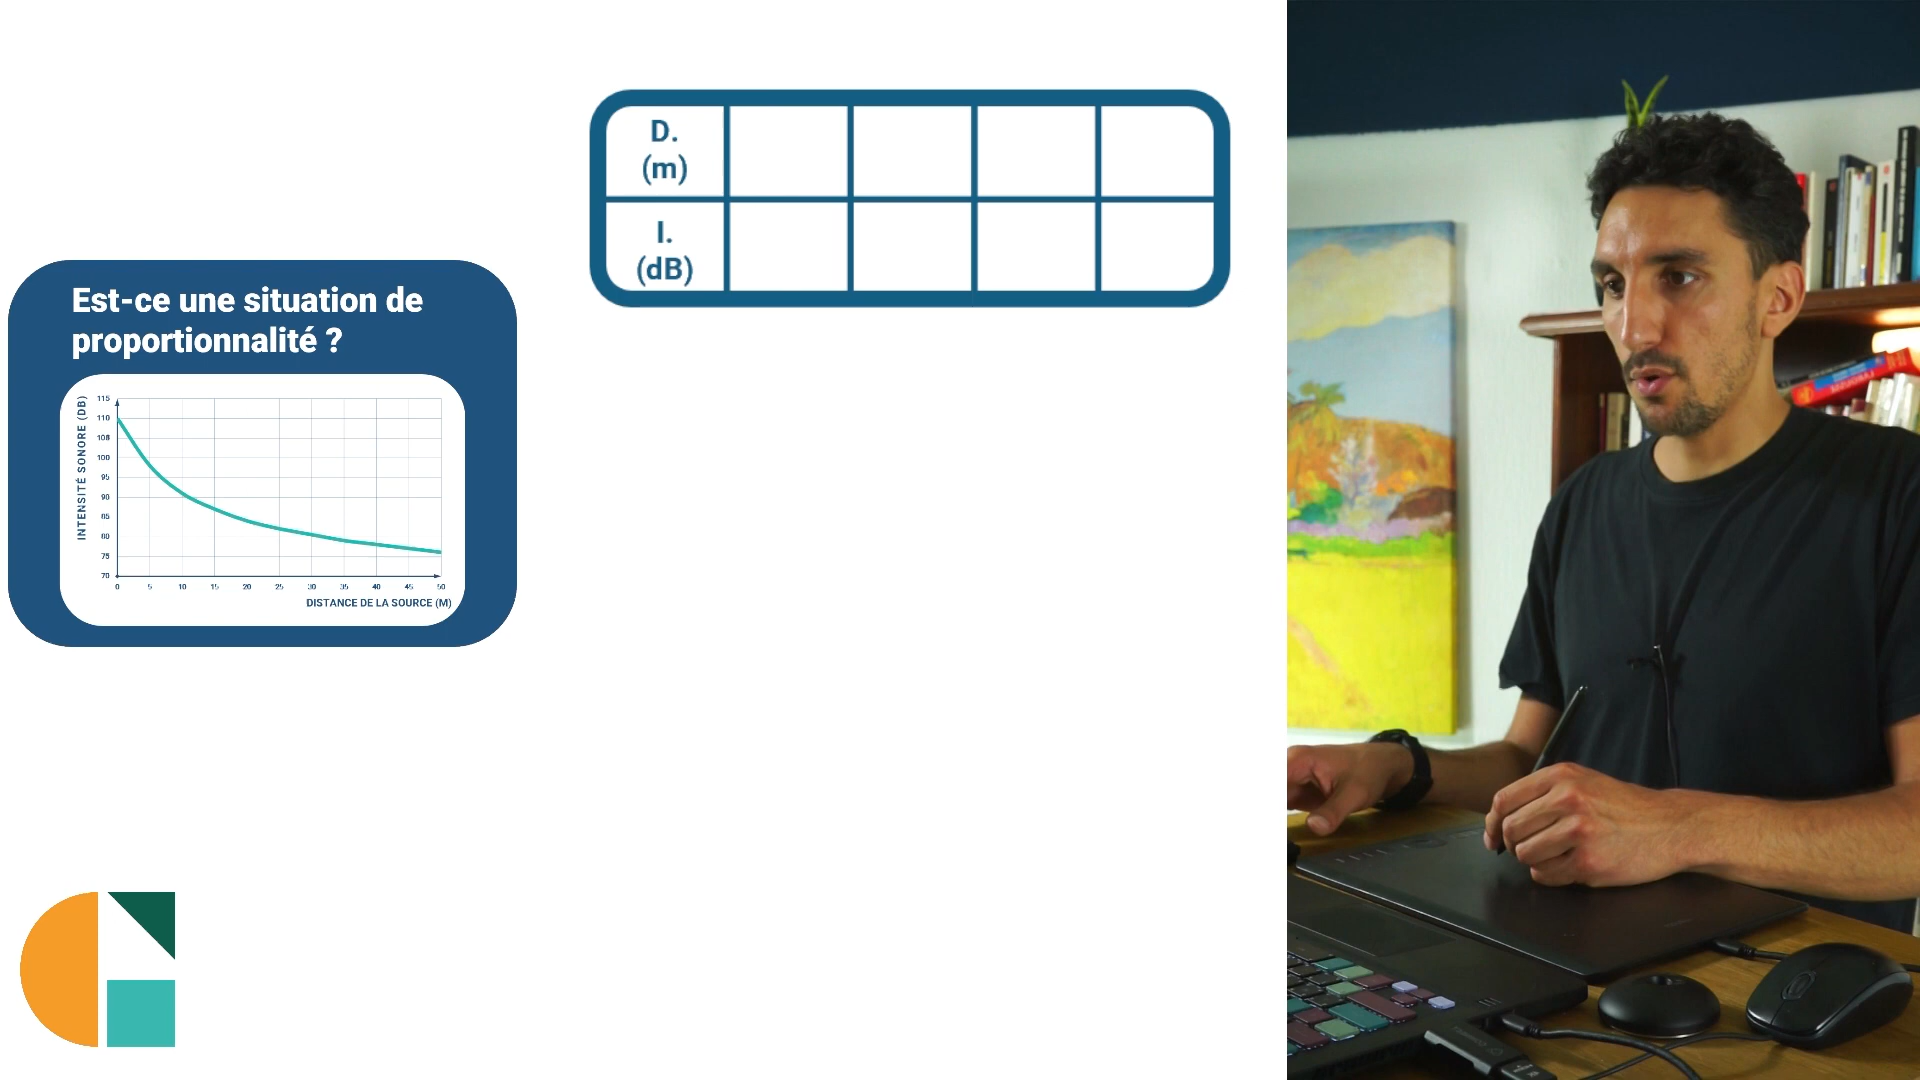 D.
(m)
I.
(dB)
Est-ce une situation de
proportionnalité ?
INTENSITÉ SONORE (DB)
115
110
108
100
95
90
85
80
75
70
0 5 10 15 20 25 30 35 40 45 50
DISTANCE DE LA SOURCE (M)